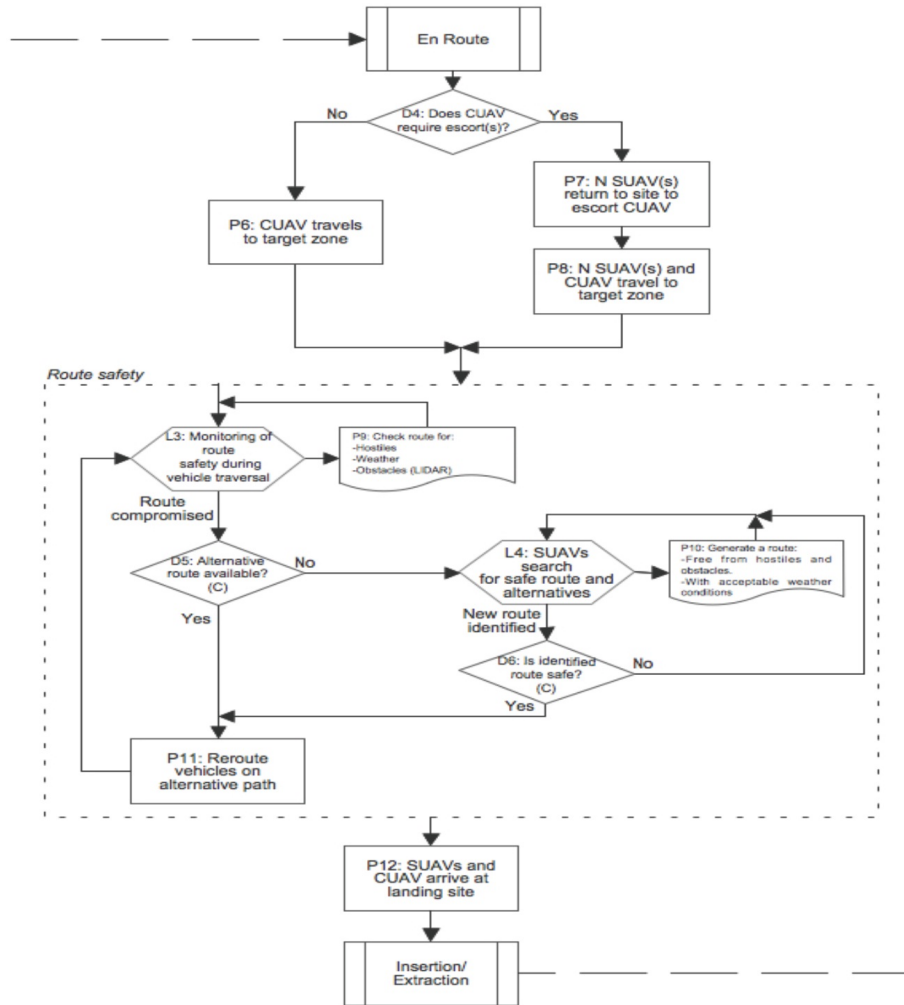 En Route
D4: Does CUAV
require escort(s)?
No
Yes
P7: N SUAV(s)
return to site to
escort CUAV
P6: CUAV travels
to target zone
P8: N SUAV(s) and
CUAV travel to
target zone
Route safety
L3: Monitoring of
route
safety during
vehicle traversal
P9: Check route for:
-Hostiles
-Weather
-Obstacles (LIDAR)
Route
compromised
D5: Alternative
route available?
(C)
No
L4: SUAVs
search
for safe route and
alternatives
P10: Generate a route:
-Free from hostiles and
obstacles.
-With acceptable weather
conditions
Yes
New route
identified
D6: Is identified
route safe?
(C)
No
Yes
P11: Reroute
vehicles on
alternative path
P12: SUAVs and
CUAV arrive at
landing site
Insertion/
Extraction